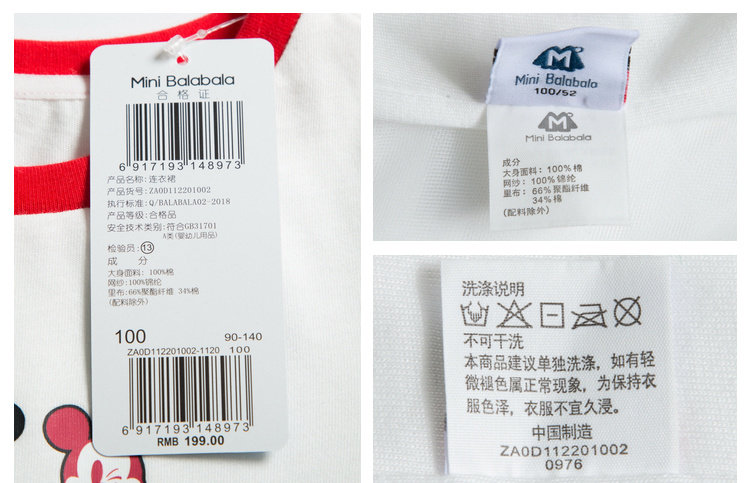 Mini Balabala
合格证
6 917193 148973
产品名称:连衣裙
产品货号:ZA0D112201002
执行标准:Q/BALABALA02-2018
产品等级:合格品
安全技术类别:符合GB31701
A类(婴幼儿用品)
检验员:⑬
成 分
大身面料:100%棉
网纱:100%锦纶
里布:66%聚酯纤维 34%棉
(配料除外)
100 90-140
ZA0D112201002-1120 100
6 917193 148973
RMB 199.00
Mini Balabala
100/52
Mini Balabala
成分
大身面料:100%棉
网纱:100%锦纶
里布:66%聚酯纤维
34%棉
(配料除外)
洗涤说明
不可干洗
本商品建议单独洗涤,如有轻
微褪色属正常现象,为保持衣
服色泽,衣服不宜久浸。
中国制造
ZA0D112201002
0976